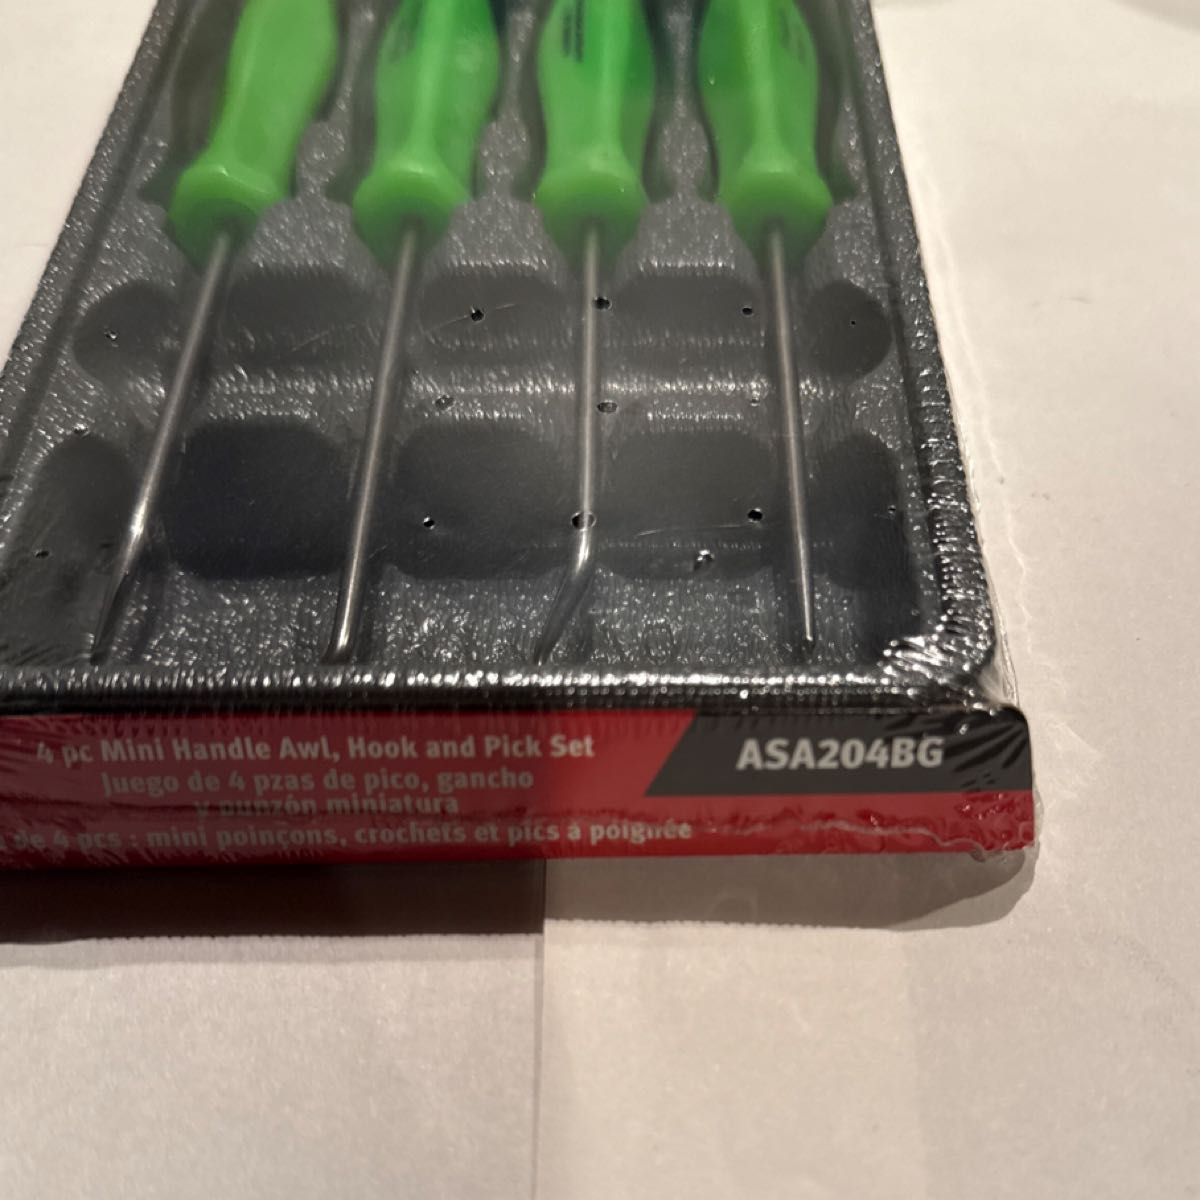 4 pc Mini Handle Awl, Hook and Pick Set
ASA204BG
Juego de 4 pzas de pico, gancho
y punzón miniatura
de 4 pcs : mini poinçons, crochets et pics à poignée